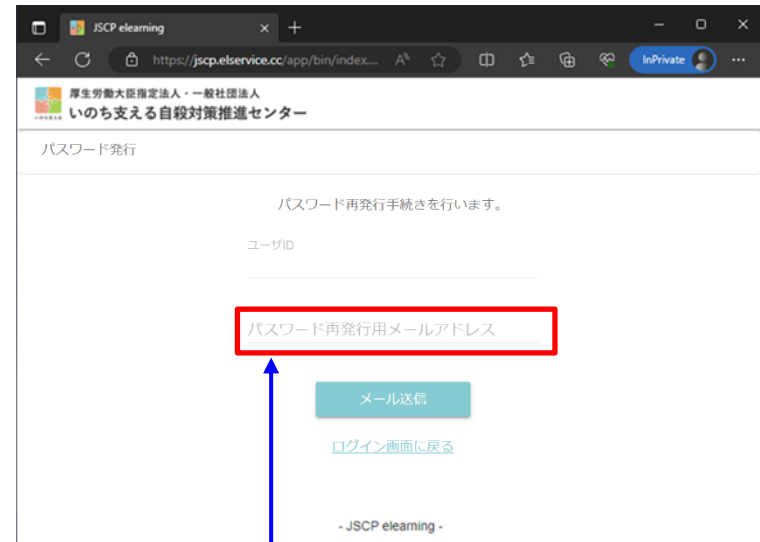 JSCP elearning
https://jscp.elservice.cc/app/bin/index....
InPrivate
厚生労働大臣指定法人・一般社団法人
いのち支える自殺対策推進センター
パスワード発行
パスワード再発行手続きを行います。
ユーザID
パスワード再発行用メールアドレス
メール送信
ログイン画面に戻る
- JSCP elearning -